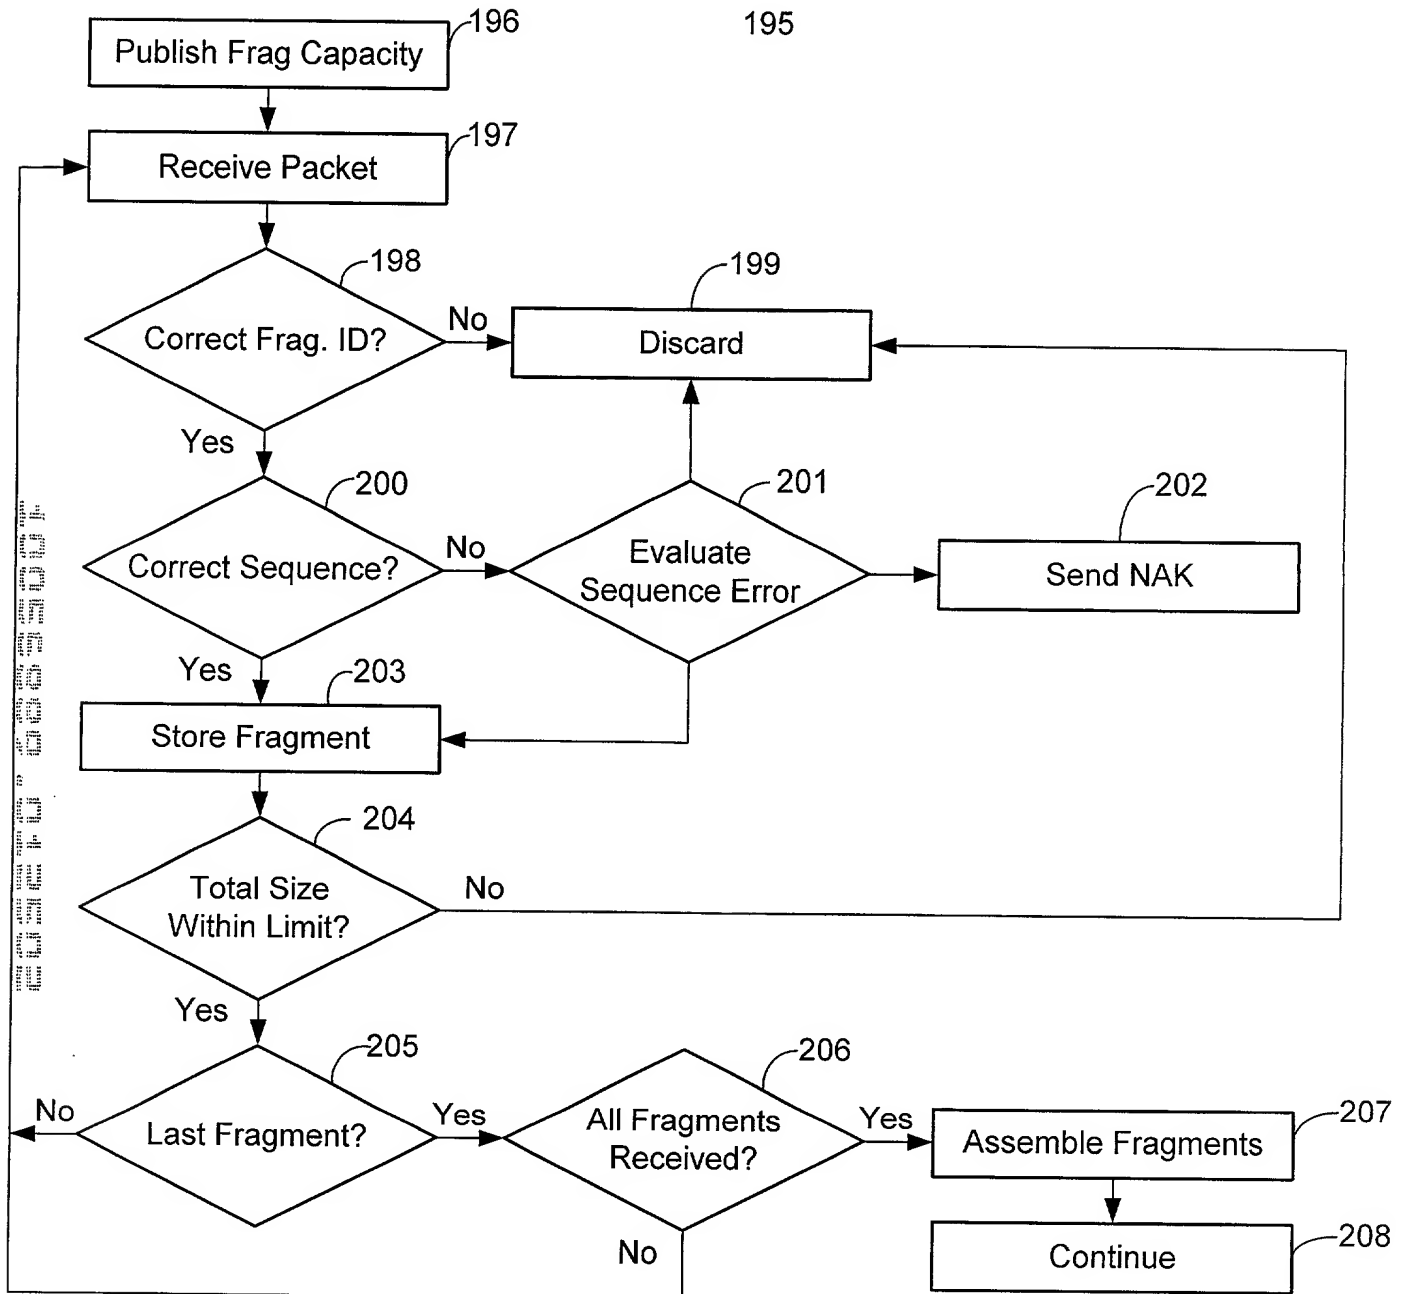 196
195
Publish Frag Capacity
197
Receive Packet
198
199
Correct Frag. ID?
No
Discard
Yes
200
201
202
Correct Sequence?
No
Evaluate
Sequence Error
Send NAK
Yes
203
Store Fragment
204
Total Size
Within Limit?
No
Yes
205
206
No
Last Fragment?
Yes
All Fragments
Received?
Yes
Assemble Fragments
207
No
Continue
208